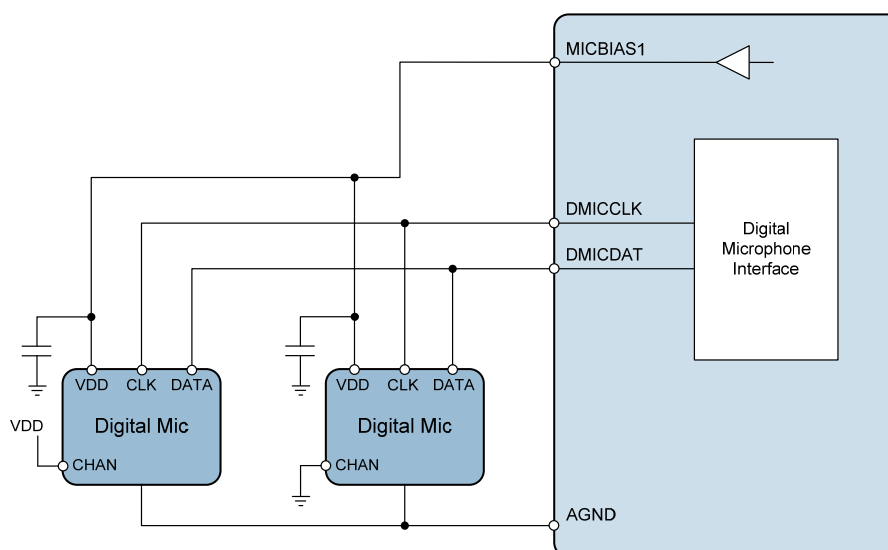 MICBIAS1
DMICCLK
DMICDAT
Digital
Microphone
Interface
VDD CLK DATA
Digital Mic
VDD
CHAN
VDD CLK DATA
Digital Mic
CHAN
AGND